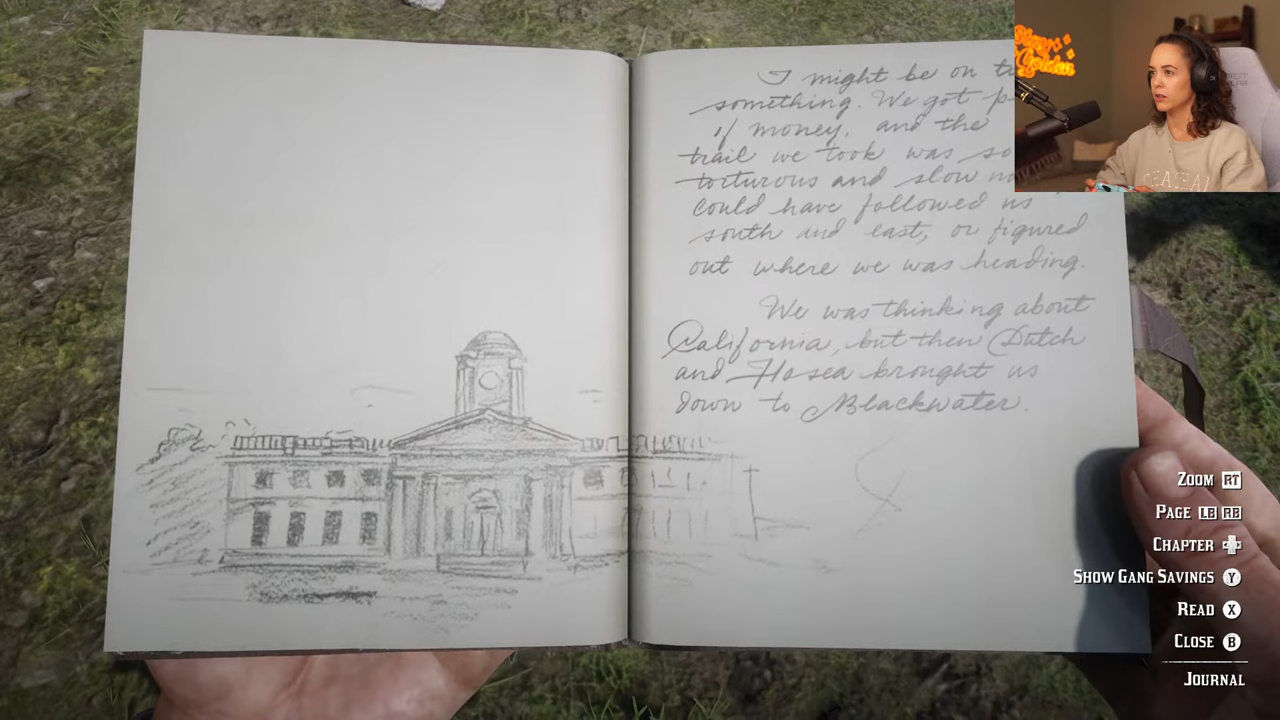 I might be on to
something. We got p
of money, and the
trail we took was so
torturous and slow no
could have followed us
south and east, or figured
out where we was heading.
We was thinking about
California, but then Dutch
and Hosea brought us
down to Blackwater.
ZOOM RT
PAGE LB RB
CHAPTER
SHOW GANG SAVINGS Y
READ X
CLOSE B
JOURNAL